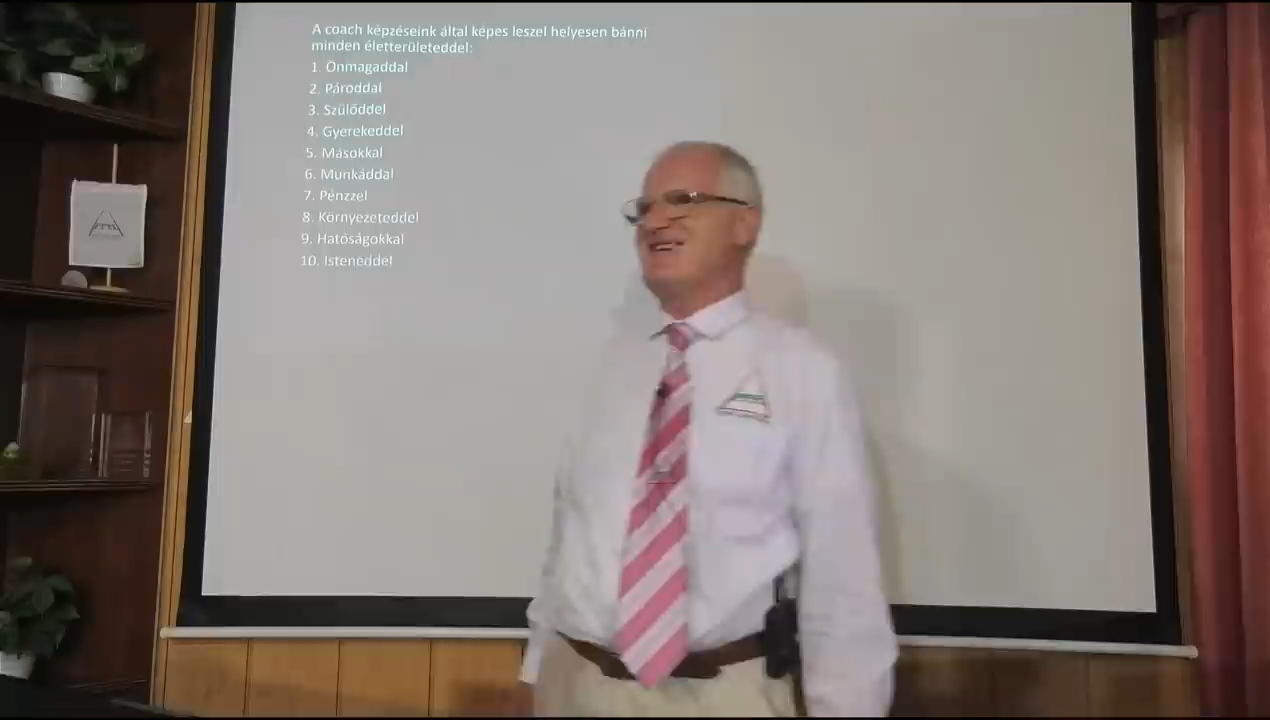 A coach képzéseink által képes leszel helyesen bánni
minden életterületeddel:
1. Önmagaddal
2. Pároddal
3. Szülőddel
4. Gyerekeddel
5. Másokkal
6. Munkáddal
7. Pénzzel
8. Környezeteddel
9. Hatóságokkal
10. Isteneddel